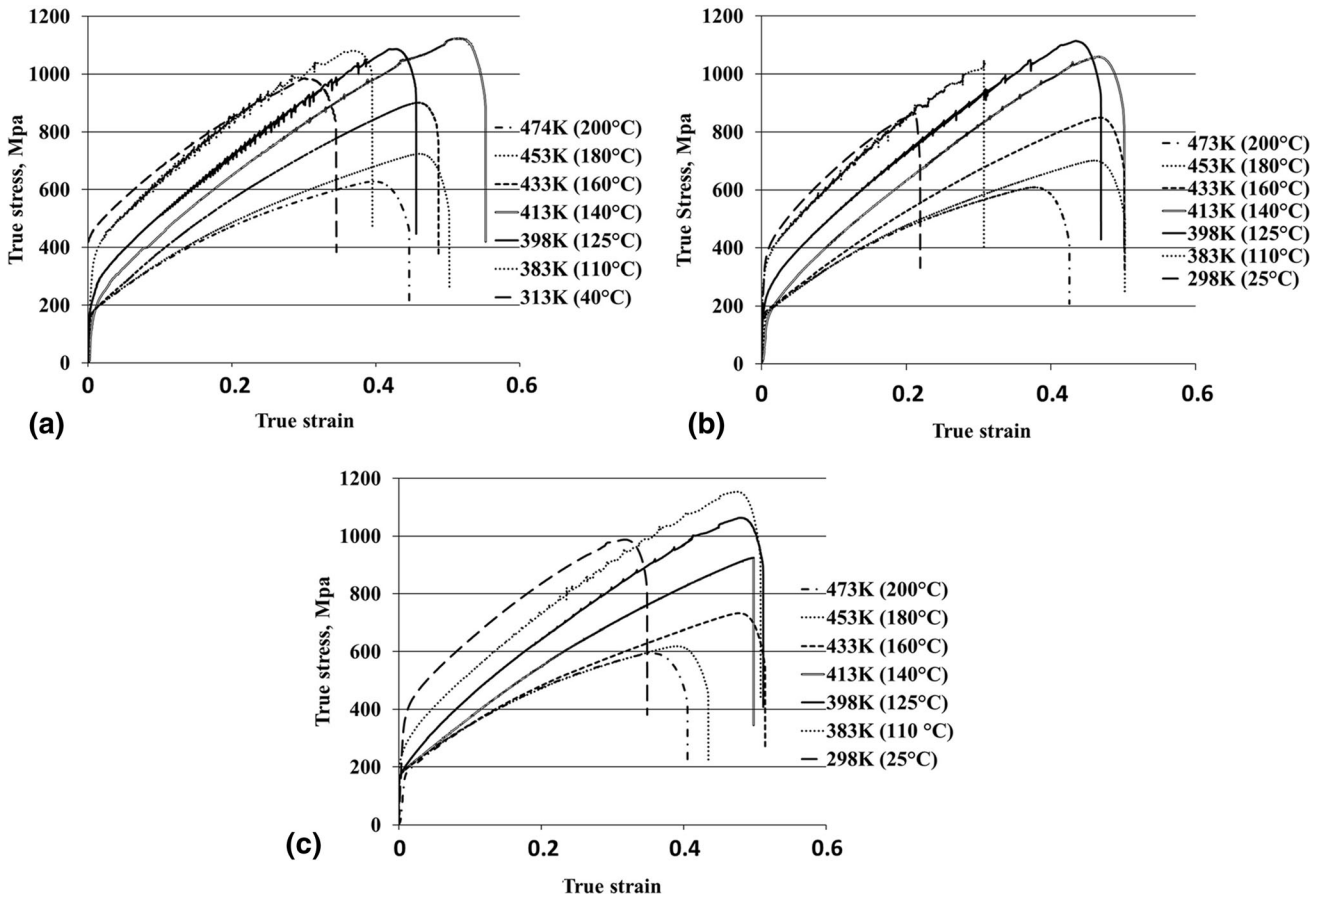 1200
1000
800
600
400
200
0
True stress, Mpa
0
0.2
0.4
0.6
True strain
474K (200°C)
453K (180°C)
433K (160°C)
413K (140°C)
398K (125°C)
383K (110°C)
313K (40°C)
(a)
1200
1000
800
600
400
200
0
True Stress, Mpa
0
0.2
0.4
0.6
True strain
473K (200°C)
453K (180°C)
433K (160°C)
413K (140°C)
398K (125°C)
383K (110°C)
298K (25°C)
(b)
1200
1000
800
600
400
200
0
True stress, Mpa
0
0.2
0.4
0.6
True strain
473K (200°C)
453K (180°C)
433K (160°C)
413K (140°C)
398K (125°C)
383K (110 °C)
298K (25°C)
(c)